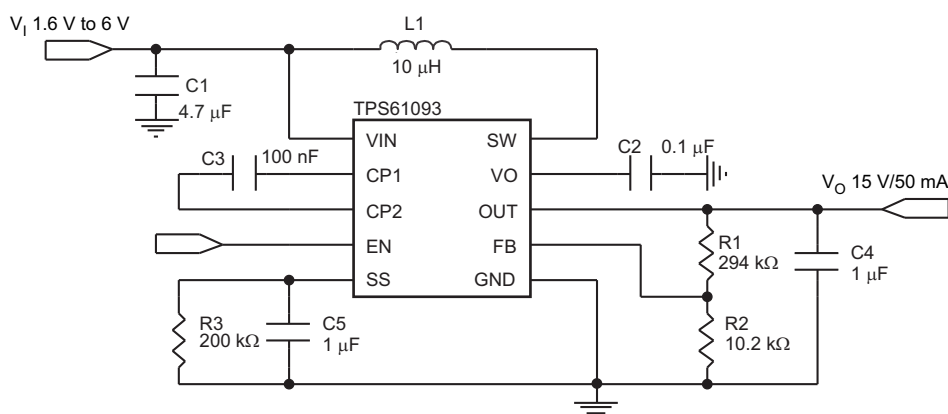 V_I 1.6 V to 6 V
L1
10 μH
C1
4.7 μF
TPS61093
VIN
SW
C3
100 nF
C2
0.1 μF
CP1
VO
V_O 15 V/50 mA
CP2
OUT
EN
FB
R1
294 kΩ
C4
1 μF
SS
GND
R3
200 kΩ
C5
1 μF
R2
10.2 kΩ